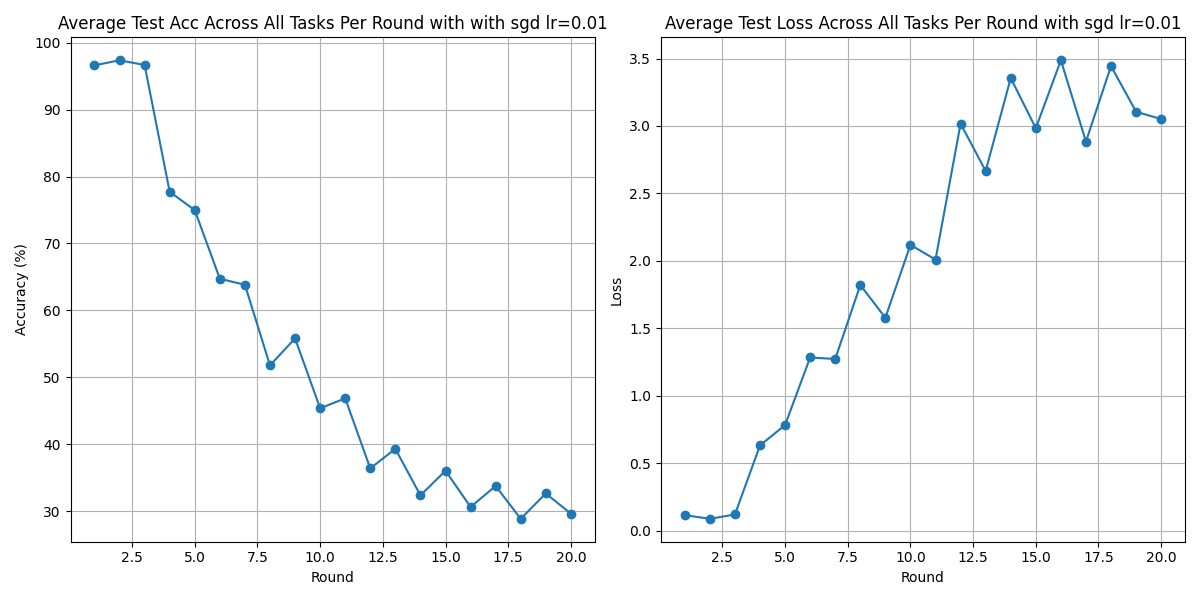 Average Test Acc Across All Tasks Per Round with with sgd lr=0.01
100
90
80
70
60
50
40
30
Accuracy (%)
2.5 5.0 7.5 10.0 12.5 15.0 17.5 20.0
Round
Average Test Loss Across All Tasks Per Round with sgd lr=0.01
3.5
3.0
2.5
2.0
1.5
1.0
0.5
0.0
Loss
2.5 5.0 7.5 10.0 12.5 15.0 17.5 20.0
Round